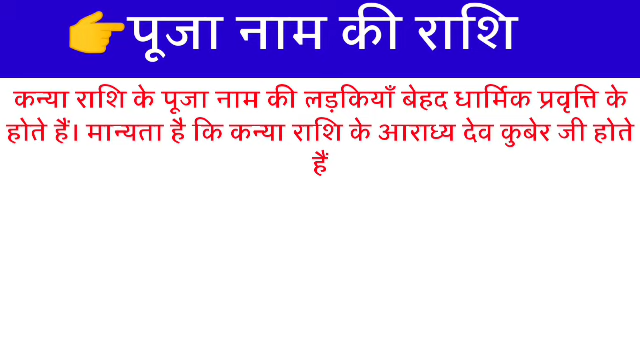 👉पूजा नाम की राशि
कन्या राशि के पूजा नाम की लड़कियाँ बेहद धार्मिक प्रवृत्ति के
होते हैं। मान्यता है कि कन्या राशि के आराध्य देव कुबेर जी होते
हैं